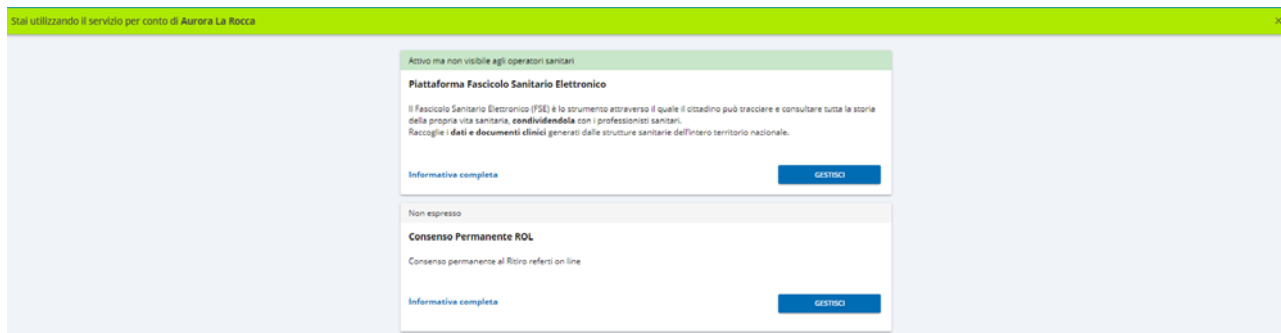 Stai utilizzando il servizio per conto di Aurora La Rocca
Attivo ma non visibile agli operatori sanitari
Piattaforma Fascicolo Sanitario Elettronico
Il Fascicolo Sanitario Elettronico (FSE) è lo strumento attraverso il quale il cittadino può tracciare e consultare tutta la storia
della propria vita sanitaria, condividendola con i professionisti sanitari.
Raccoglie i dati e documenti clinici generati dalle strutture sanitarie dell'intero territorio nazionale.
Informativa completa
GESTISCI
Non espresso
Consenso Permanente ROL
Consenso permanente al Ritiro referti on line
Informativa completa
GESTISCI